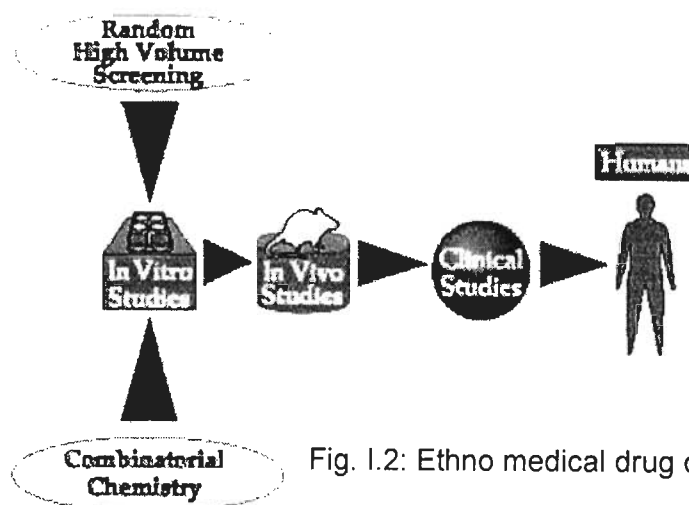 Random
High Volume
Screening
Humans
In Vitro
Studies
In Vivo
Studies
Clinical
Studies
Combinatorial
Chemistry
Fig. I.2: Ethno medical drug